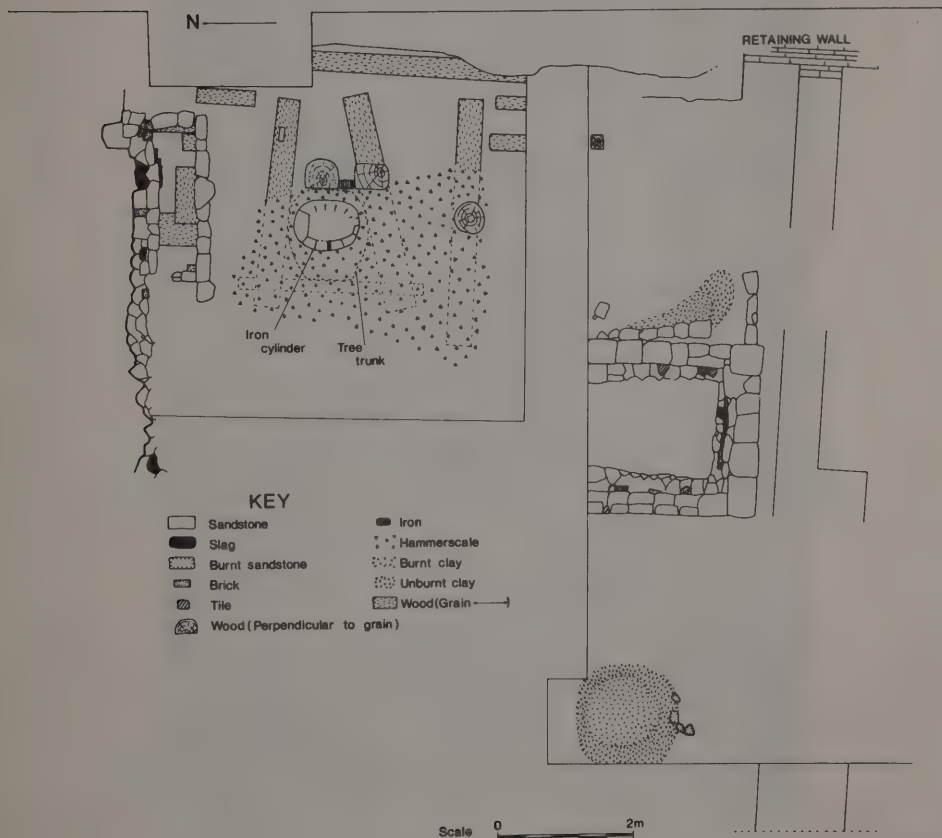 N
RETAINING WALL
Iron
cylinder
Tree
trunk
KEY
Sandstone
Slag
Burnt sandstone
Brick
Tile
Wood (Perpendicular to grain)
Iron
Hammerscale
Burnt clay
Unburnt clay
Wood (Grain )
Scale 0 2m